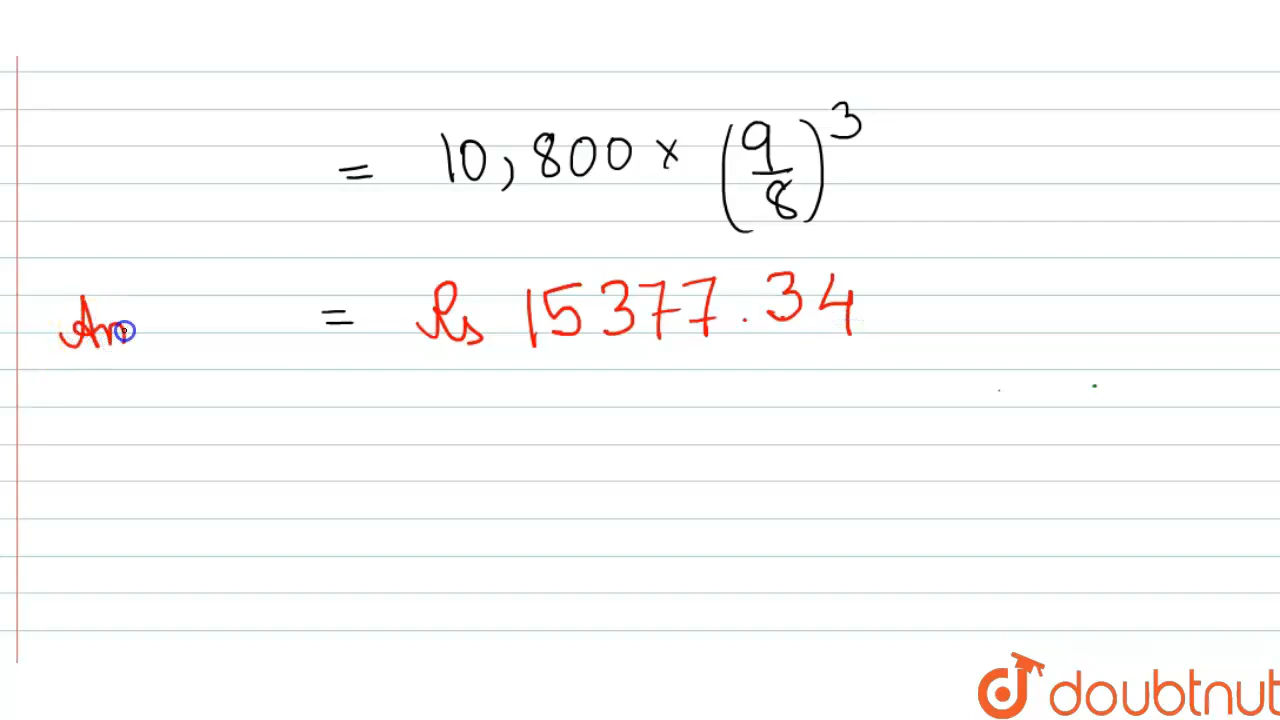 = 10,800 × (9/8)^3
Ans = Rs 15377.34
doubtnut